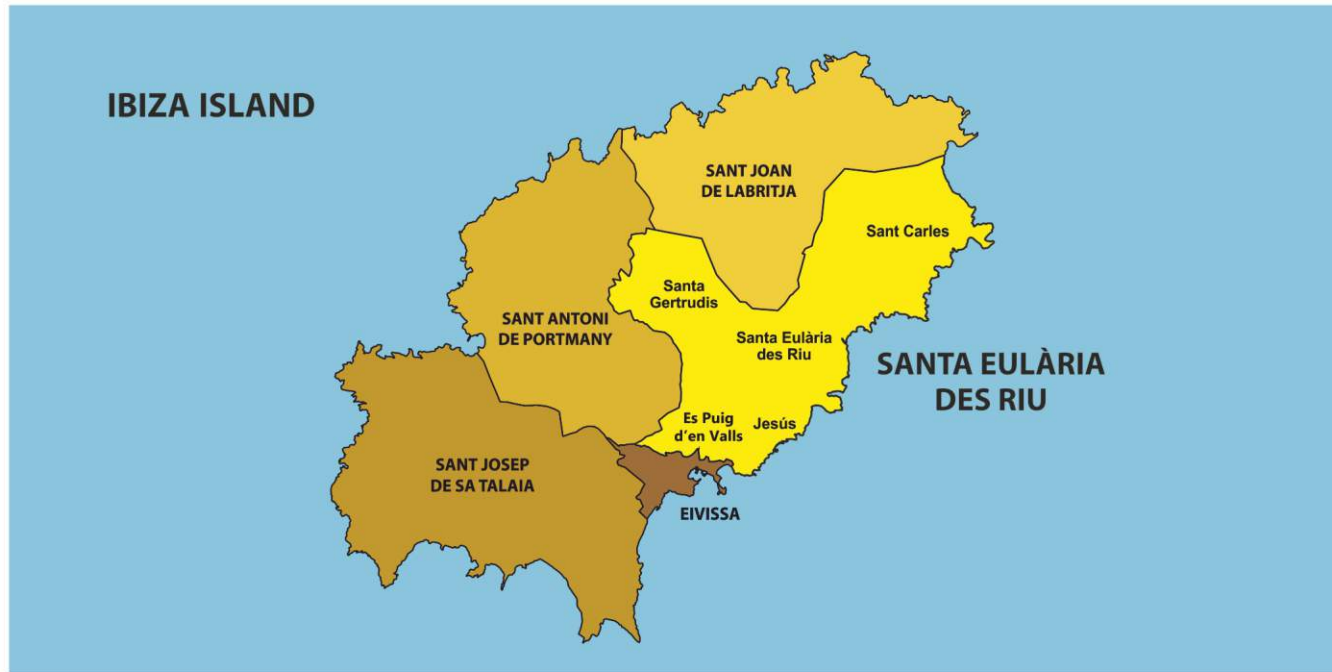 IBIZA ISLAND
SANT JOAN
DE LABRITJA
Sant Carles
Santa
Gertrudis
SANT ANTONI
DE PORTMANY
Santa Eulària
des Riu
SANTA EULÀRIA
DES RIU
Es Puig
d'en Valls
Jesús
SANT JOSEP
DE SA TALAIA
EIVISSA